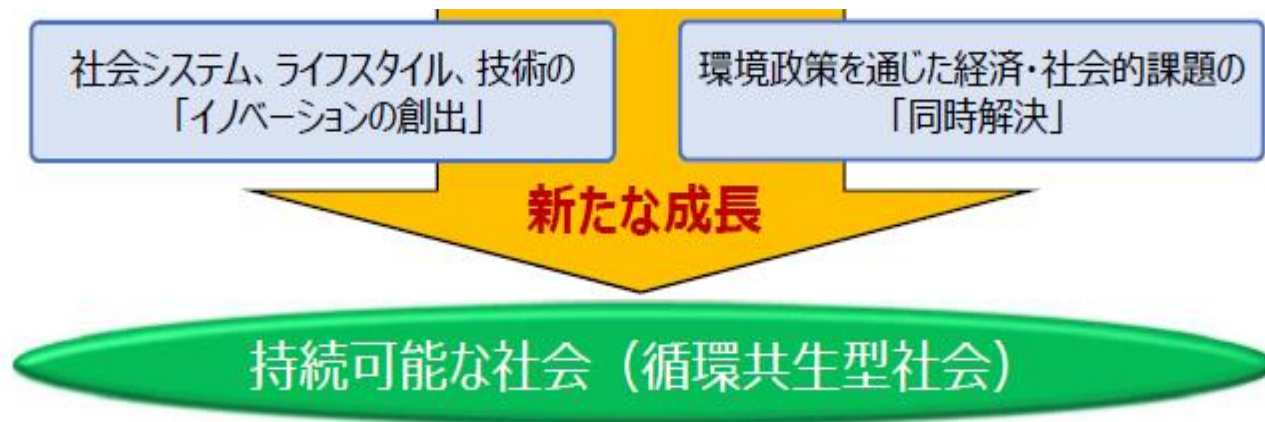 社会システム、ライフスタイル、技術の
「イノベーションの創出」
環境政策を通じた経済・社会的課題の
「同時解決」
新たな成長
持続可能な社会（循環共生型社会）